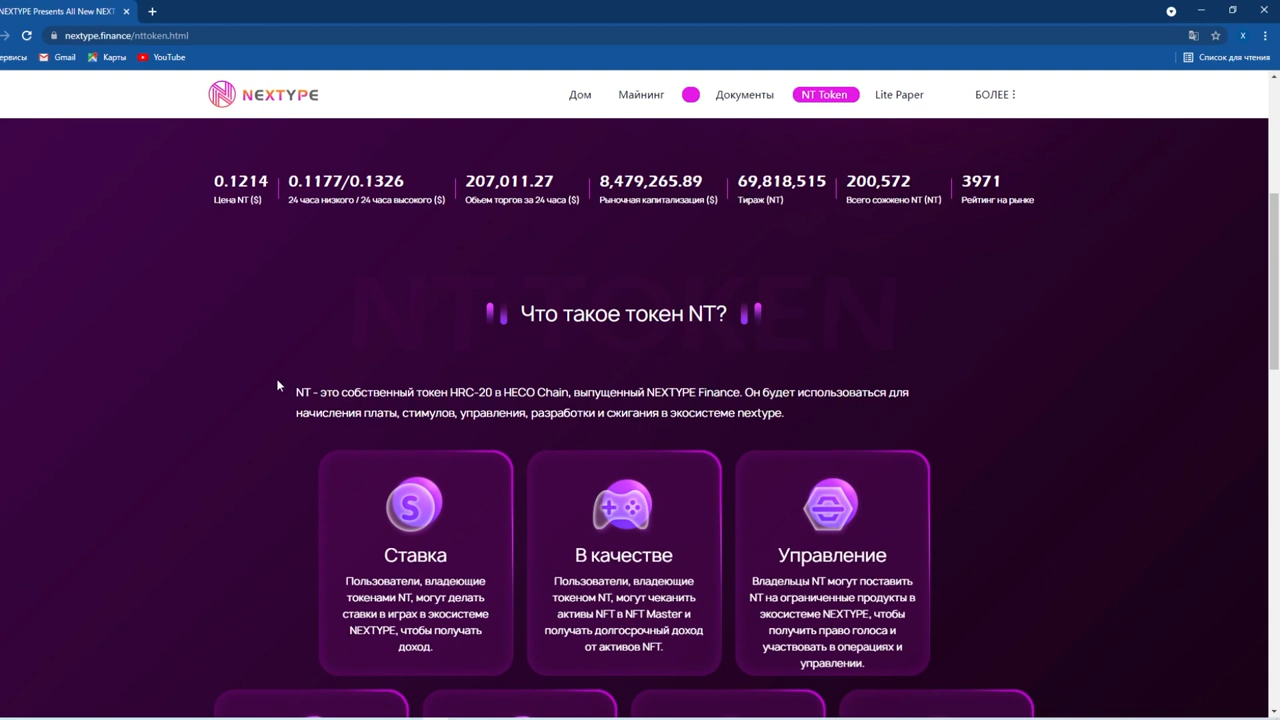 NEXTYPE Presents All New NEXT
nextype.finance/nttoken.html
ервисы Gmail Карты YouTube Список для чтения
NEXTYPE Дом Майнинг Документы NT Token Lite Paper БОЛЕЕ
0.1214 0.1177/0.1326 207,011.27 8,479,265.89 69,818,515 200,572 3971
Цена NT ($) 24 часа низкого / 24 часа высокого ($) Объем торгов за 24 часа ($) Рыночная капитализация ($) Тираж (NT) Всего сожжено NT (NT) Рейтинг на рынке
NT TOKEN
Что такое токен NT?
NT - это собственный токен HRC-20 в HECO Chain, выпущенный NEXTYPE Finance. Он будет использоваться для
начисления платы, стимулов, управления, разработки и сжигания в экосистеме nextype.
Ставка
Пользователи, владеющие
токенами NT, могут делать
ставки в играх в экосистеме
NEXTYPE, чтобы получать
доход.
В качестве
Пользователи, владеющие
токеном NT, могут чеканить
активы NFT в NFT Master и
получать долгосрочный доход
от активов NFT.
Управление
Владельцы NT могут поставить
NT на ограниченные продукты в
экосистеме NEXTYPE, чтобы
получить право голоса и
участвовать в операциях и
управлении.